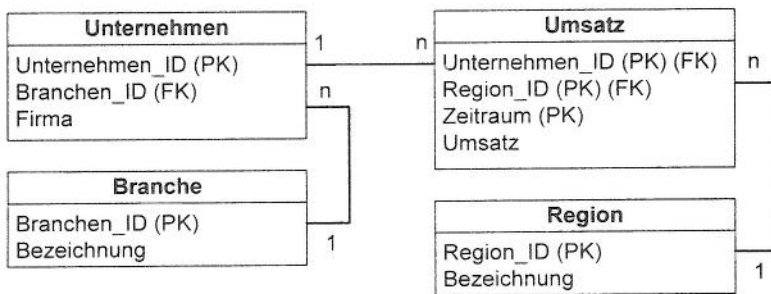 Unternehmen
Unternehmen_ID (PK)
Branchen_ID (FK)
Firma
1
n
n
Umsatz
Unternehmen_ID (PK) (FK)
Region_ID (PK) (FK)
Zeitraum (PK)
Umsatz
n
Branche
Branchen_ID (PK)
Bezeichnung
1
Region
Region_ID (PK)
Bezeichnung
1